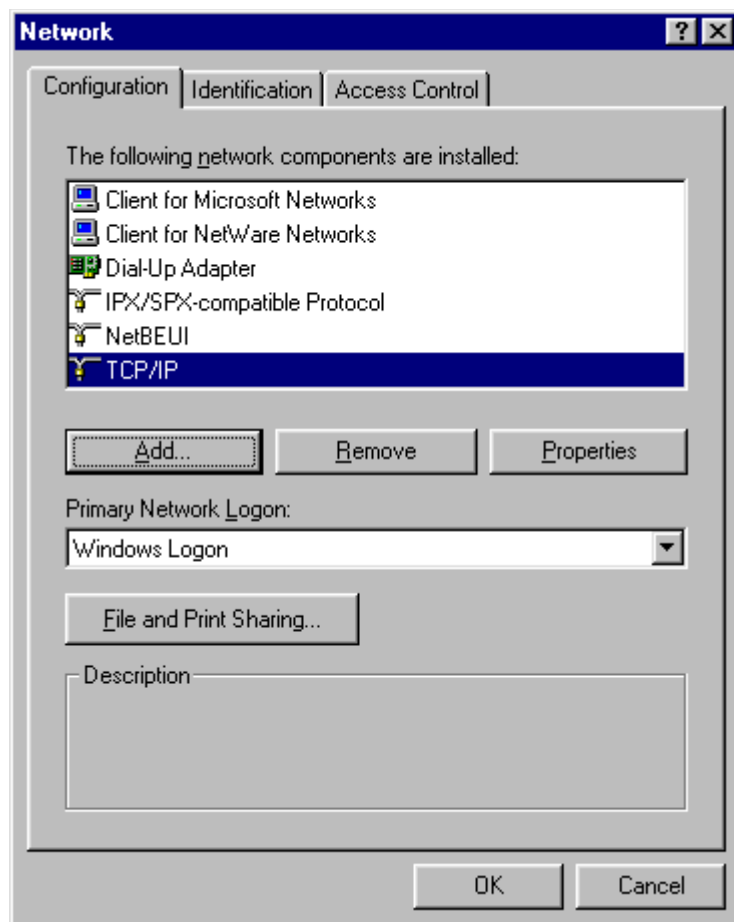 Network
Configuration Identification Access Control
The following network components are installed:
Client for Microsoft Networks
Client for NetWare Networks
Dial-Up Adapter
IPX/SPX-compatible Protocol
NetBEUI
TCP/IP
Add... Remove Properties
Primary Network Logon:
Windows Logon
File and Print Sharing...
Description
OK Cancel